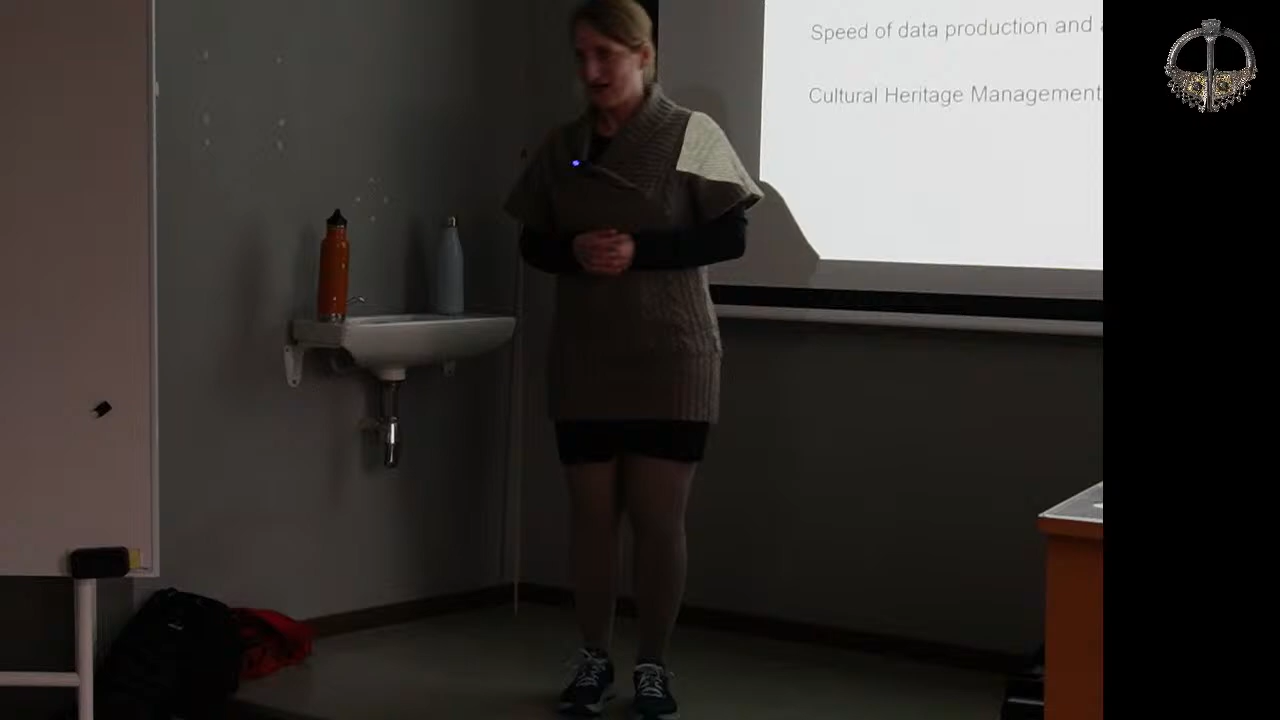 Speed of data production and
Cultural Heritage Management